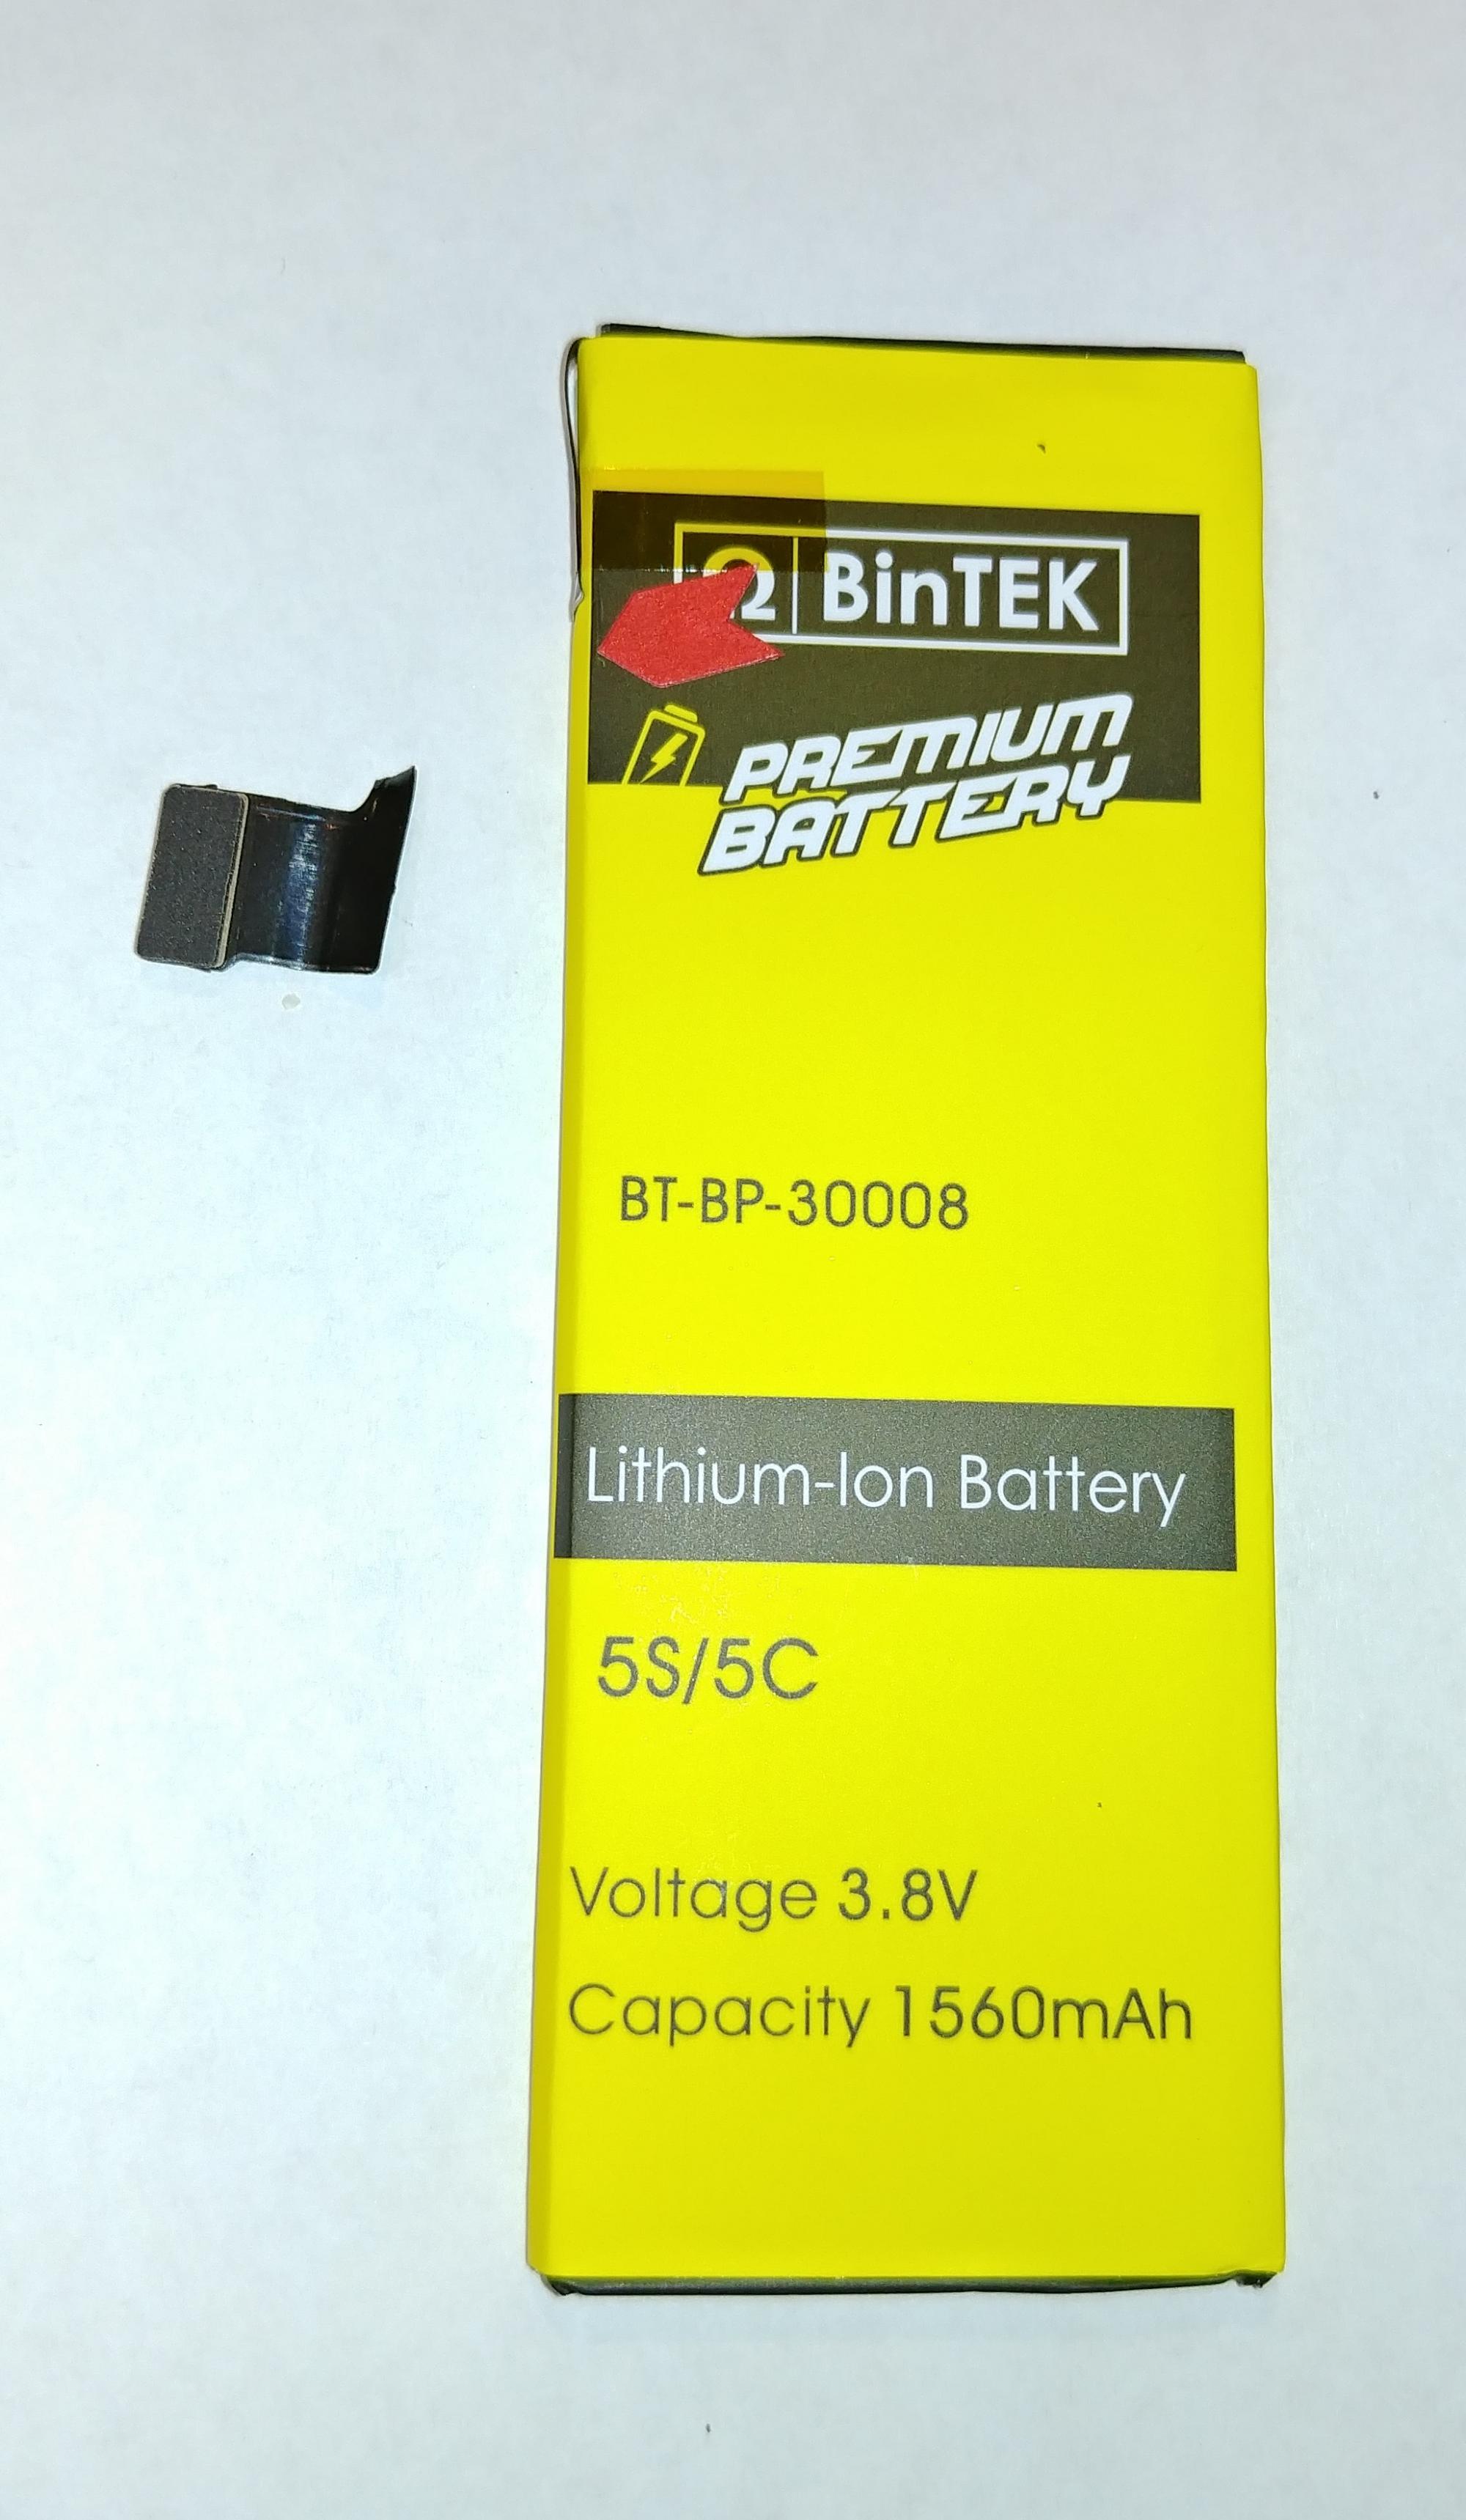 Ω BinTEK
PREMIUM
BATTERY
BT-BP-30008
Lithium-Ion Battery
5S/5C
Voltage 3.8V
Capacity 1560mAh